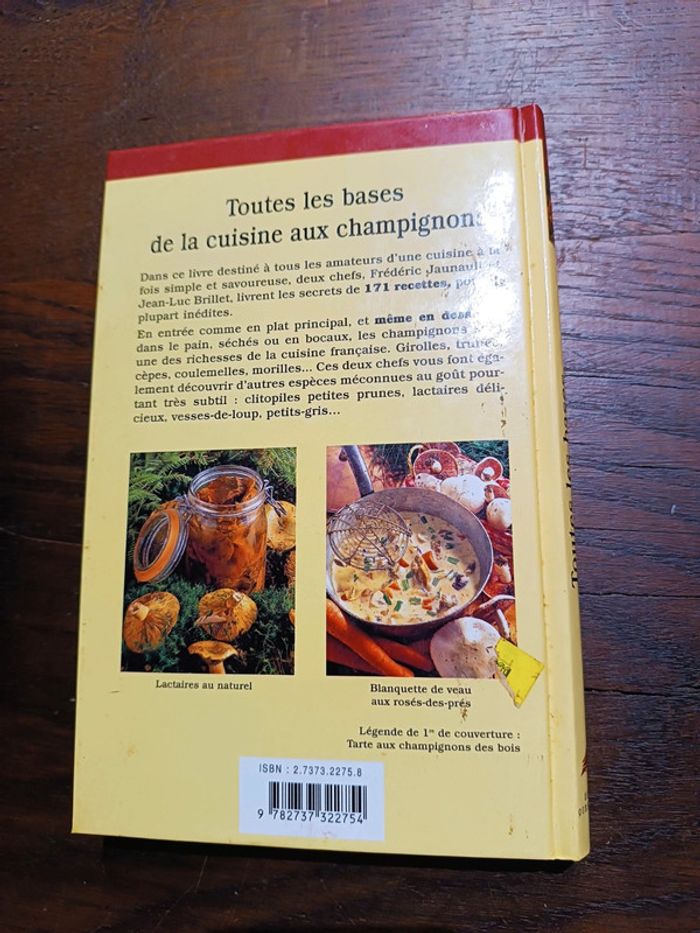 Toutes les bases
de la cuisine aux champignons
Dans ce livre destiné à tous les amateurs d'une cuisine à la
fois simple et savoureuse, deux chefs, Frédéric Jaunault
Jean-Luc Brillet, livrent les secrets de 171 recettes, pour la
plupart inédites.
En entrée comme en plat principal, et même en
dans le pain, séchés ou en bocaux, les champignons sont
une des richesses de la cuisine française. Girolles, truffes,
cèpes, coulemelles, morilles... Ces deux chefs vous font éga-
lement découvrir d'autres espèces méconnues au goût pour-
tant très subtil : clitopiles petites prunes, lactaires déli-
cieux, vesses-de-loup, petits-gris...
Lactaires au naturel
Blanquette de veau
aux rosés-des-prés
Légende de 1re de couverture :
Tarte aux champignons des bois
ISBN : 2.7373.2275.8
9 782737 322754
Toutes les bases